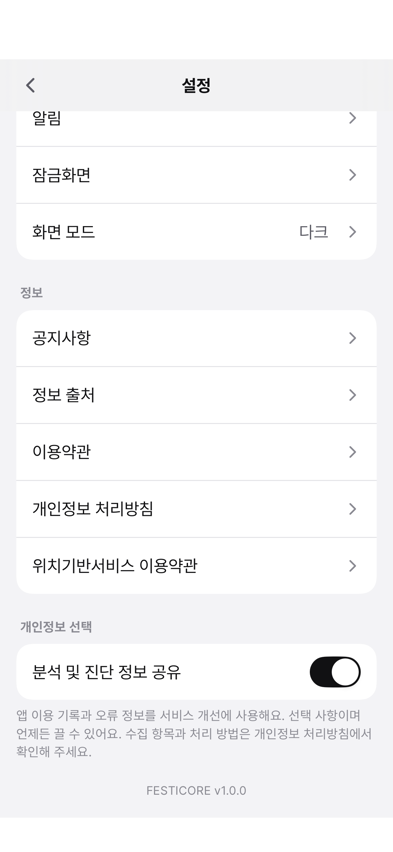 설정
알림
잠금화면
화면 모드 다크
정보
공지사항
정보 출처
이용약관
개인정보 처리방침
위치기반서비스 이용약관
개인정보 선택
분석 및 진단 정보 공유
앱 이용 기록과 오류 정보를 서비스 개선에 사용해요. 선택 사항이며
언제든 끌 수 있어요. 수집 항목과 처리 방법은 개인정보 처리방침에서
확인해 주세요.
FESTICORE v1.0.0